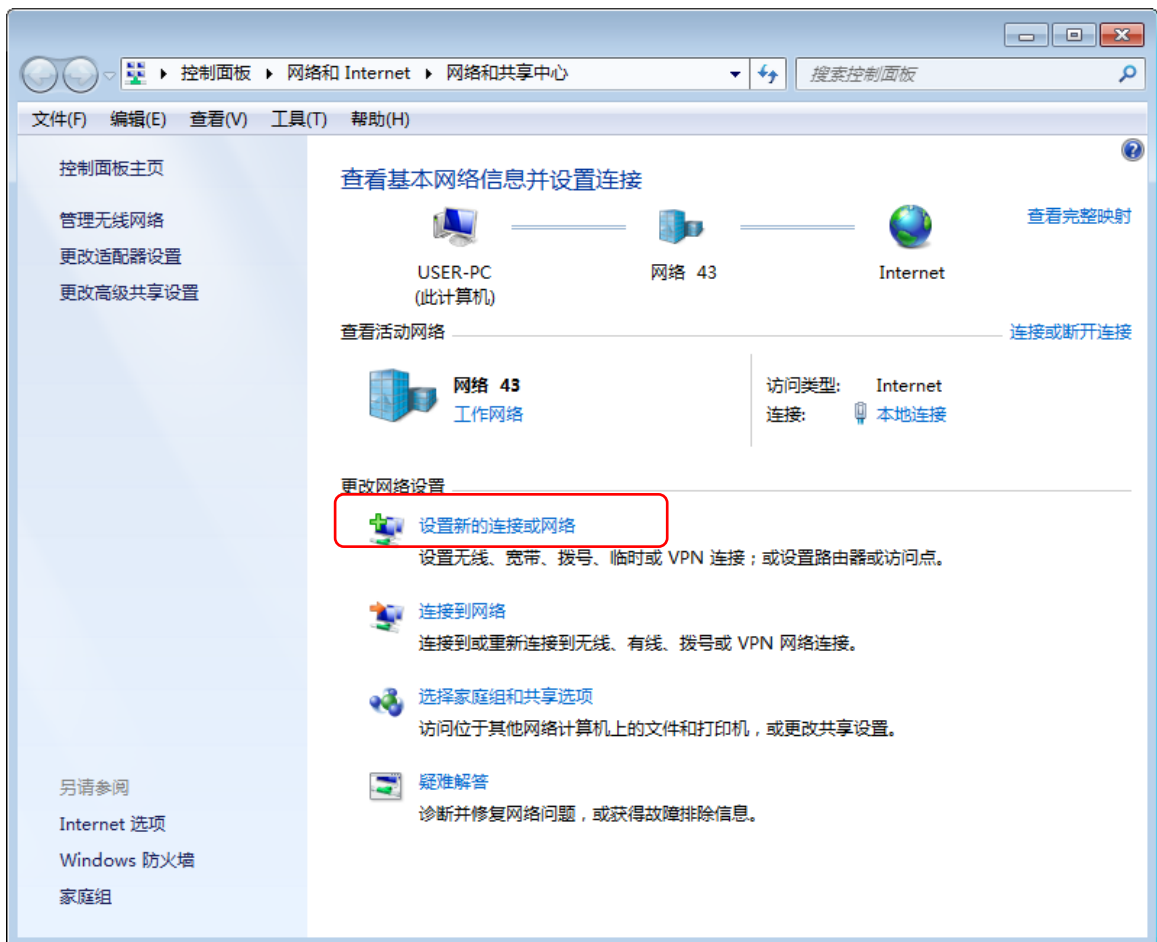 控制面板 网络和 Internet 网络和共享中心 搜索控制面板
文件(F) 编辑(E) 查看(V) 工具(T) 帮助(H)
控制面板主页
管理无线网络
更改适配器设置
更改高级共享设置
另请参阅
Internet 选项
Windows 防火墙
家庭组
查看基本网络信息并设置连接
USER-PC
(此计算机)
网络 43
Internet
查看完整映射
查看活动网络 连接或断开连接
网络 43
工作网络
访问类型: Internet
连接: 本地连接
更改网络设置
设置新的连接或网络
设置无线、宽带、拨号、临时或 VPN 连接；或设置路由器或访问点。
连接到网络
连接到或重新连接到无线、有线、拨号或 VPN 网络连接。
选择家庭组和共享选项
访问位于其他网络计算机上的文件和打印机，或更改共享设置。
疑难解答
诊断并修复网络问题，或获得故障排除信息。